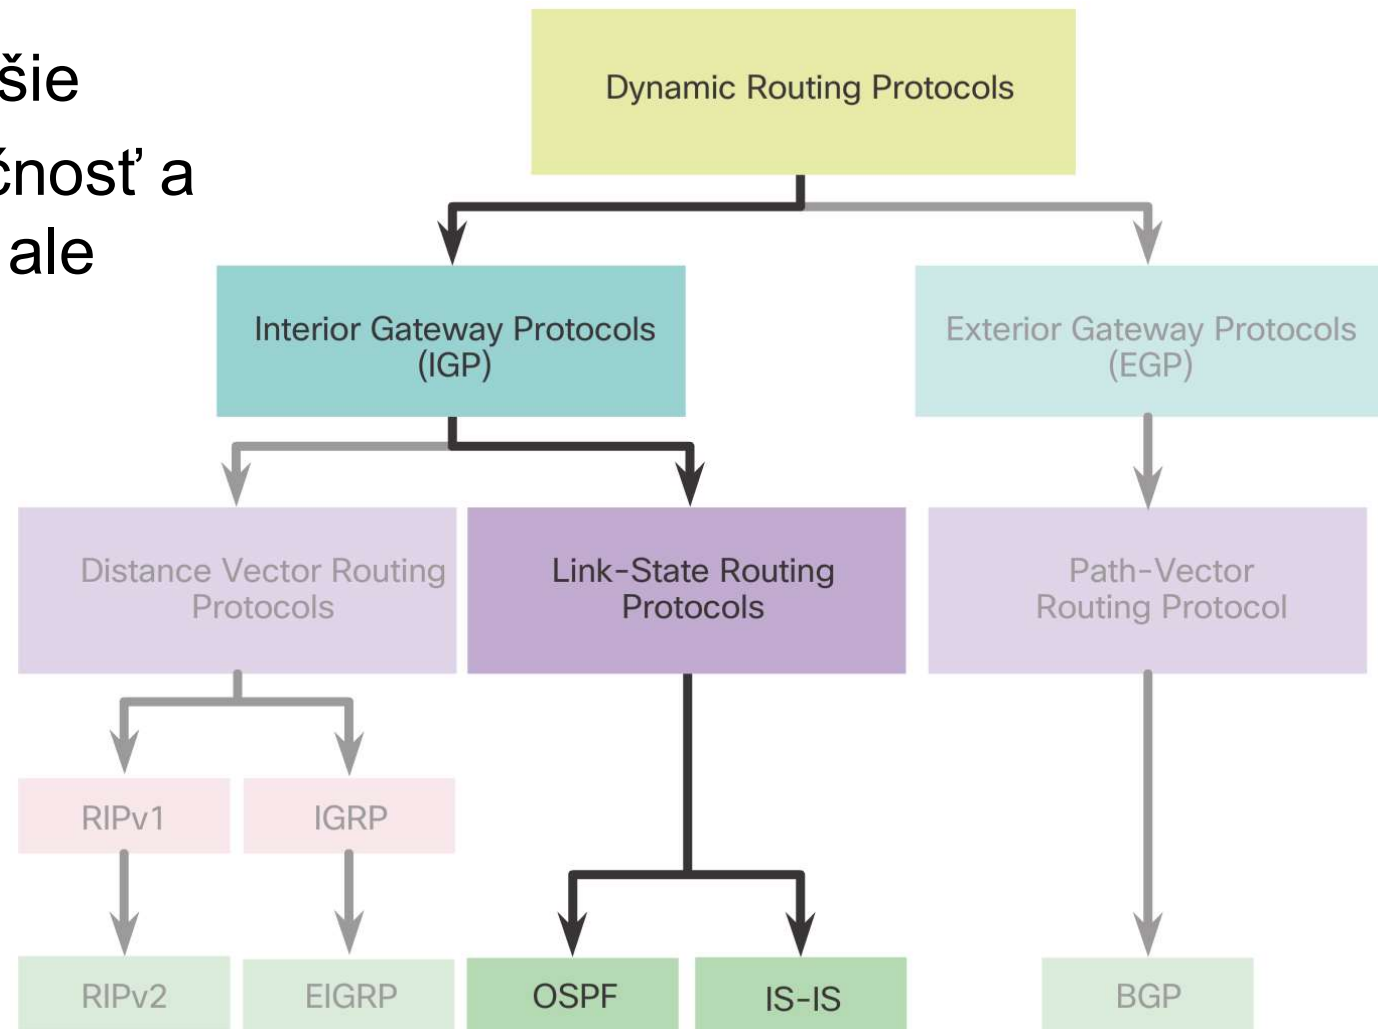 šie
čnosť a
ale
Dynamic Routing Protocols
Interior Gateway Protocols
(IGP)
Exterior Gateway Protocols
(EGP)
Distance Vector Routing
Protocols
Link-State Routing
Protocols
Path-Vector
Routing Protocol
RIPv1
IGRP
RIPv2
EIGRP
OSPF
IS-IS
BGP